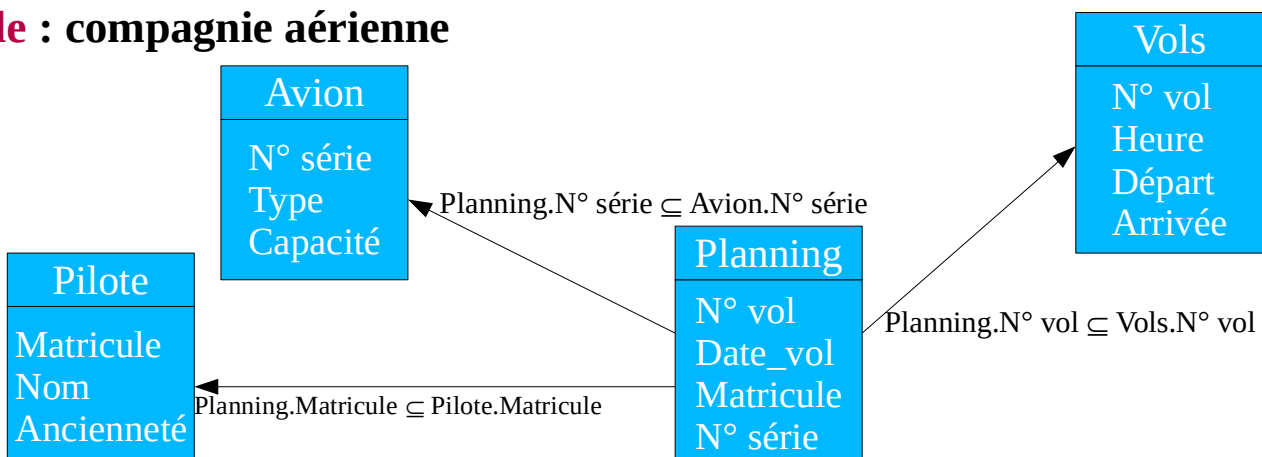 le : compagnie aérienne
Avion
N° série
Type
Capacité
Vols
N° vol
Heure
Départ
Arrivée
Planning.N° série ⊆ Avion.N° série
Pilote
Matricule
Nom
Ancienneté
Planning
N° vol
Date_vol
Matricule
N° série
Planning.N° vol ⊆ Vols.N° vol
Planning.Matricule ⊆ Pilote.Matricule